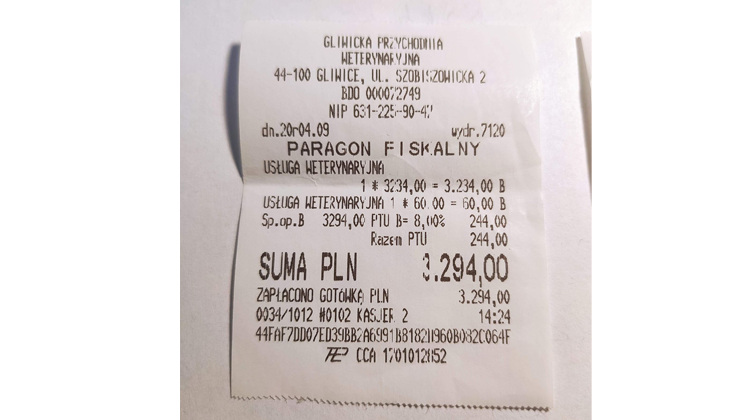 GLIWICKA PRZYCHODNIA
WETERYNARYJNA
44-100 GLIWICE, UL. SZOBISZOWICKA 2
BDO 000072749
NIP 631-225-90-47
dn.20r04.09 wydr.7120
PARAGON FISKALNY
USŁUGA WETERYNARYJNA
1 * 3234,00 = 3.234,00 B
USŁUGA WETERYNARYJNA 1 * 60,00 = 60,00 B
Sp.op.B 3294,00 PTU B= 8,00% 244,00
Razem PTU 244,00
SUMA PLN 3.294,00
ZAPŁACONO GOTÓWKĄ PLN 3.294,00
0034/1012 #0102 KASJER 2 14:24
CCA 1701012652